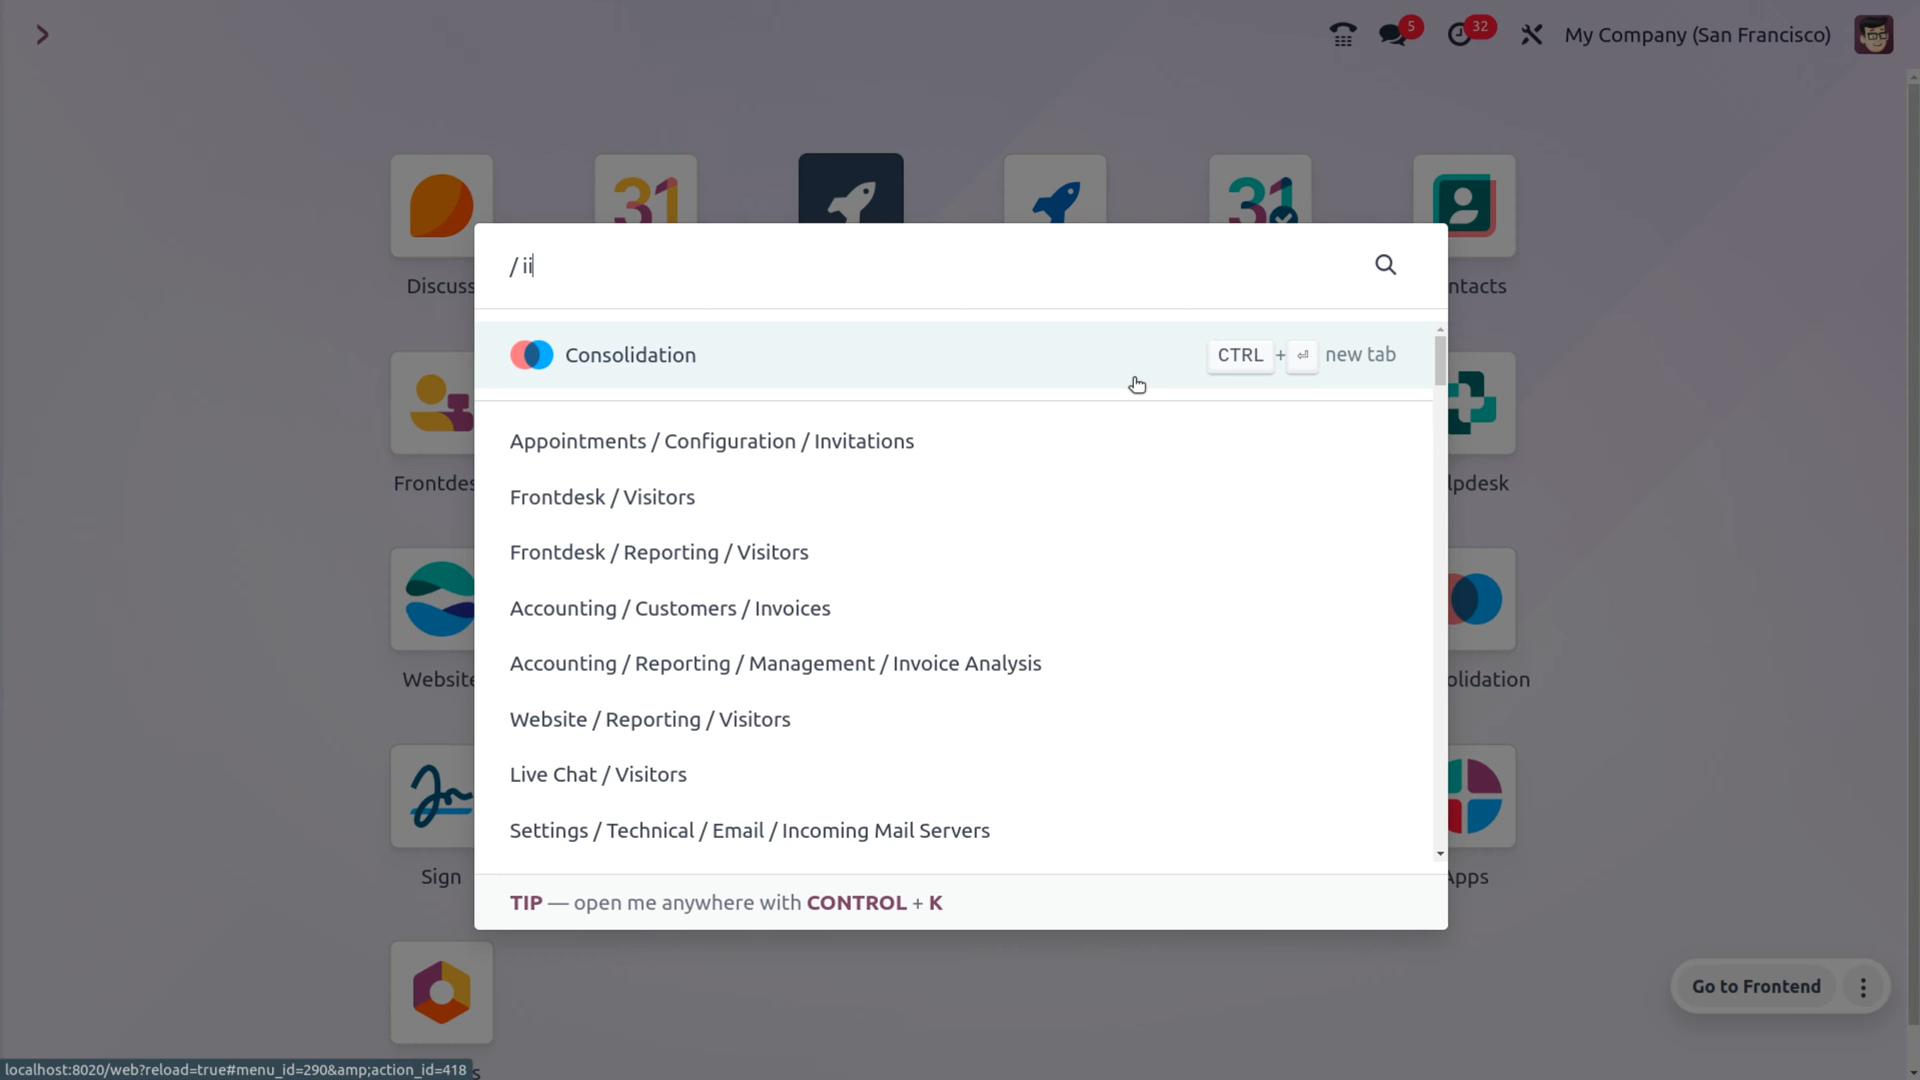 5
32
My Company (San Francisco)
31
31
Discuss
ntacts
/ ii
Consolidation
CTRL + ⏎ new tab
Appointments / Configuration / Invitations
Frontdesk / Visitors
Frontdes
lpdesk
Frontdesk / Reporting / Visitors
Accounting / Customers / Invoices
Accounting / Reporting / Management / Invoice Analysis
Website
olidation
Website / Reporting / Visitors
Live Chat / Visitors
Settings / Technical / Email / Incoming Mail Servers
Sign
Apps
TIP — open me anywhere with CONTROL + K
Go to Frontend
localhost:8020/web?reload=true#menu_id=290&amp;action_id=418
s